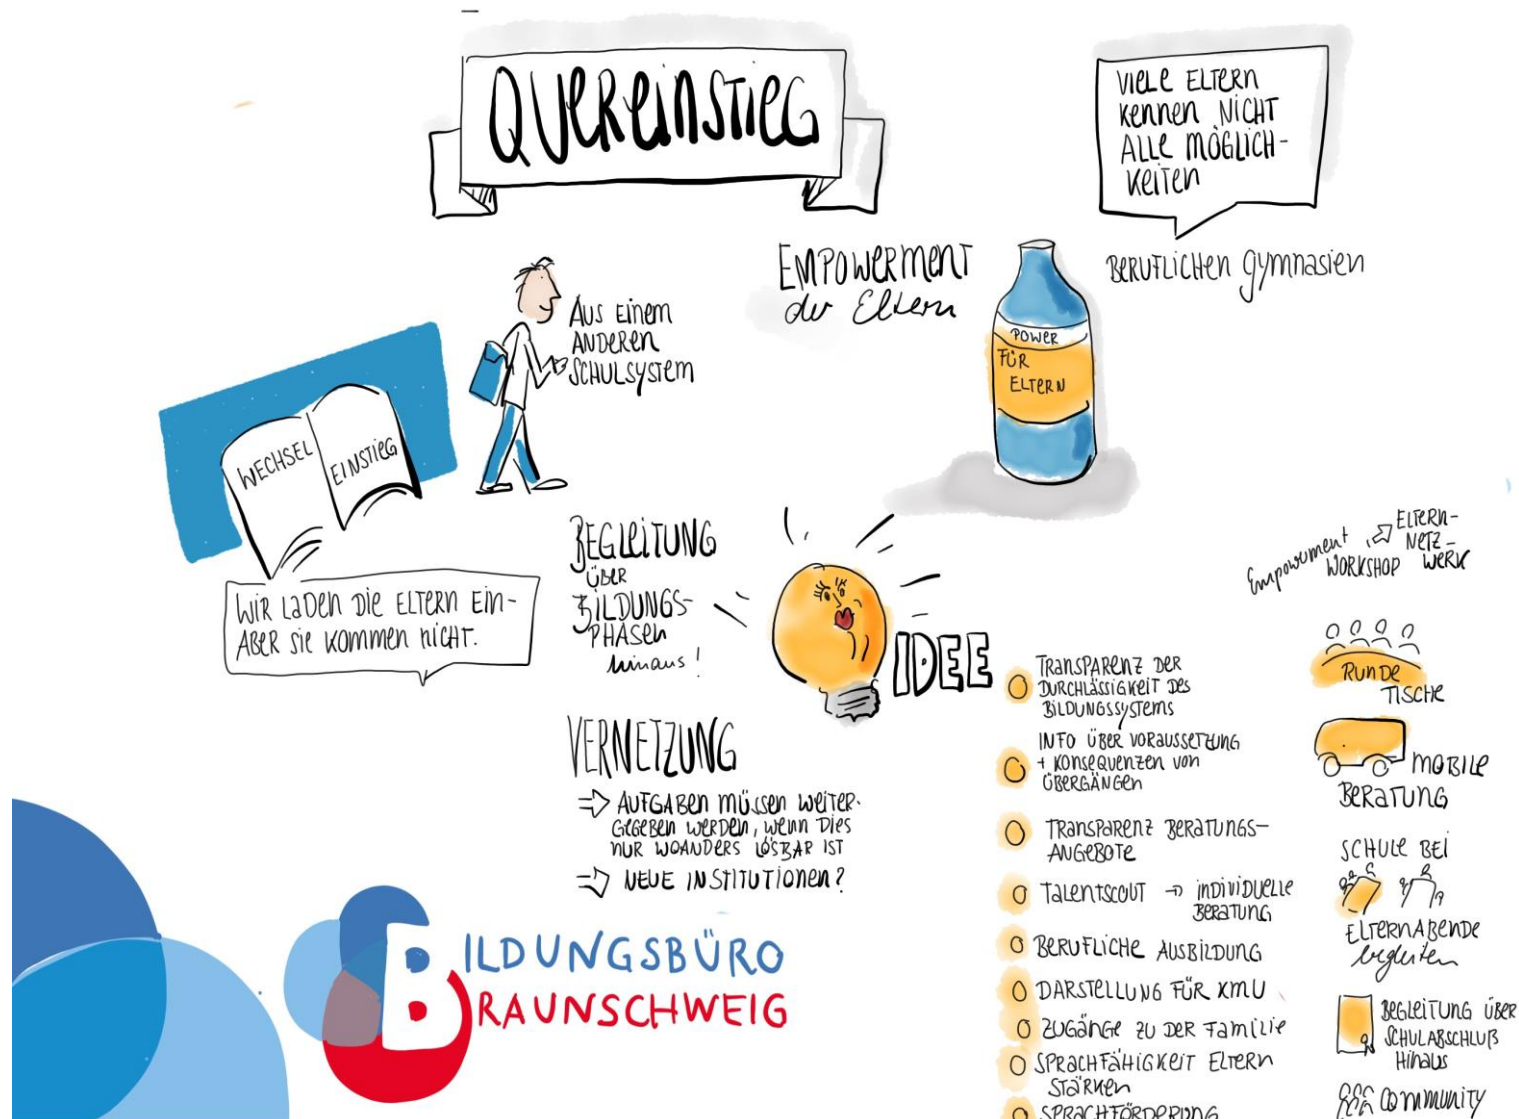 QUEREINSTIEG
VIELE ELTERN
KENNEN NICHT
ALLE MÖGLICH-
KEITEN
BERUFLICHEN GYMNASIEN
EMPOWERMENT
der Eltern
POWER
FÜR
ELTERN
AUS EINEM
ANDEREN
SCHULSYSTEM
WECHSEL
EINSTIEG
WIR LADEN DIE ELTERN EIN-
ABER SIE KOMMEN NICHT.
BEGLEITUNG
ÜBER
BILDUNGS-
PHASEN
hinaus!
IDEE
VERNETZUNG
⇒ AUFGABEN MÜSSEN WEITER-
GEGEBEN WERDEN, WENN DIES
NUR WOANDERS LÖSBAR IST
⇒ NEUE INSTITUTIONEN?
BILDUNGSBÜRO
BRAUNSCHWEIG
TRANSPARENZ DER
DURCHLÄSSIGKEIT DES
BILDUNGSSYSTEMS
INFO ÜBER VORAUSSETZUNG
+ KONSEQUENZEN VON
ÜBERGÄNGEN
TRANSPARENZ BERATUNGS-
ANGEBOTE
TALENTSCOUT → INDIVIDUELLE
BERATUNG
BERUFLICHE AUSBILDUNG
DARSTELLUNG FÜR KMU
ZUGÄNGE ZU DER FAMILIE
SPRACHFÄHIGKEIT ELTERN
STÄRKEN
SPRACHFÖRDERUNG
Empowerment
WORKSHOP
ELTERN-
NETZ-
WERK
RUNDE
TISCHE
MOBILE
BERATUNG
SCHULE BEI
ELTERNABENDE
begleiten
BEGLEITUNG ÜBER
SCHULABSCHLUß
HINAUS
COMMUNITY